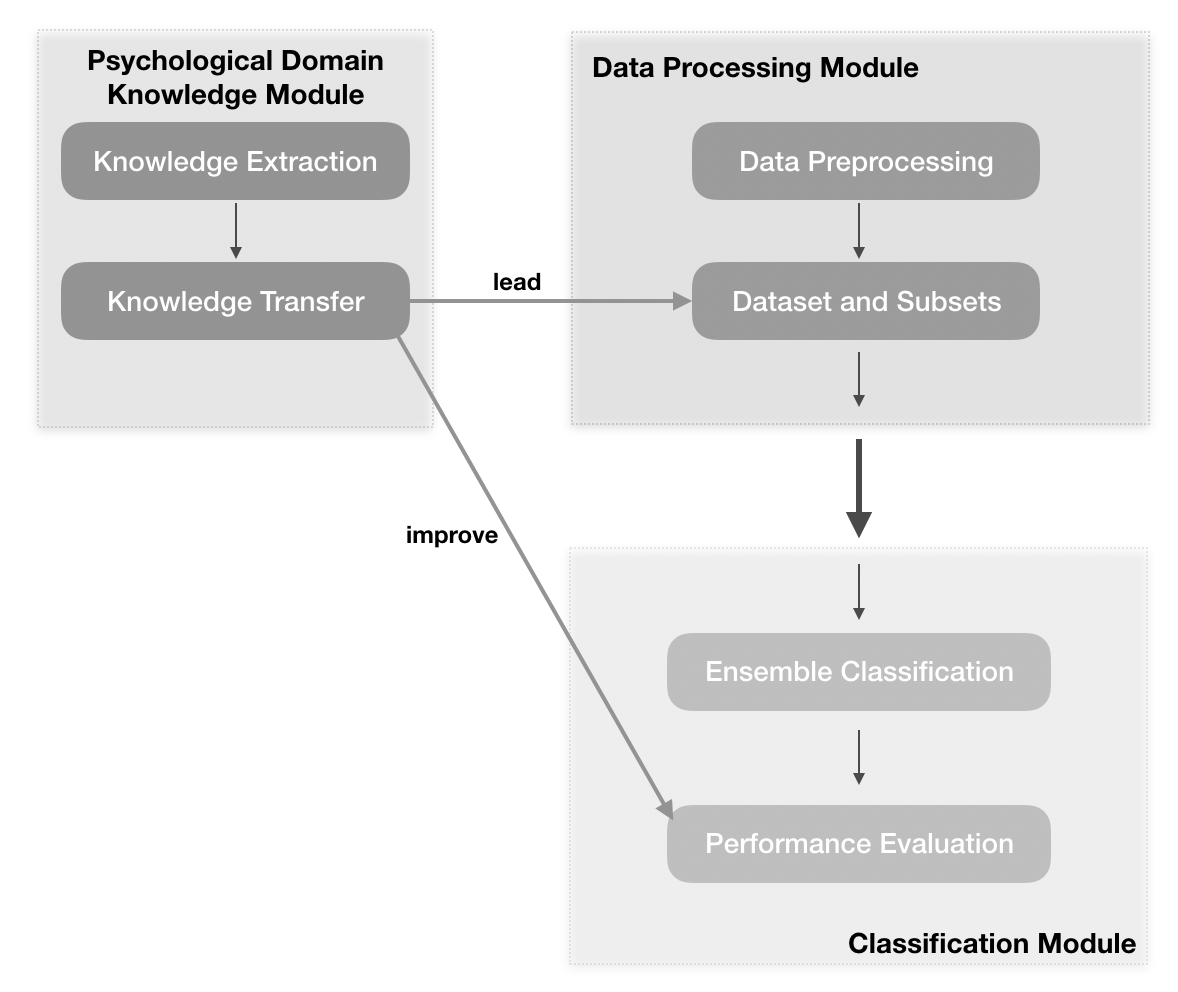 Psychological Domain
Knowledge Module
Knowledge Extraction
Knowledge Transfer
lead
improve
Data Processing Module
Data Preprocessing
Dataset and Subsets
Ensemble Classification
Performance Evaluation
Classification Module